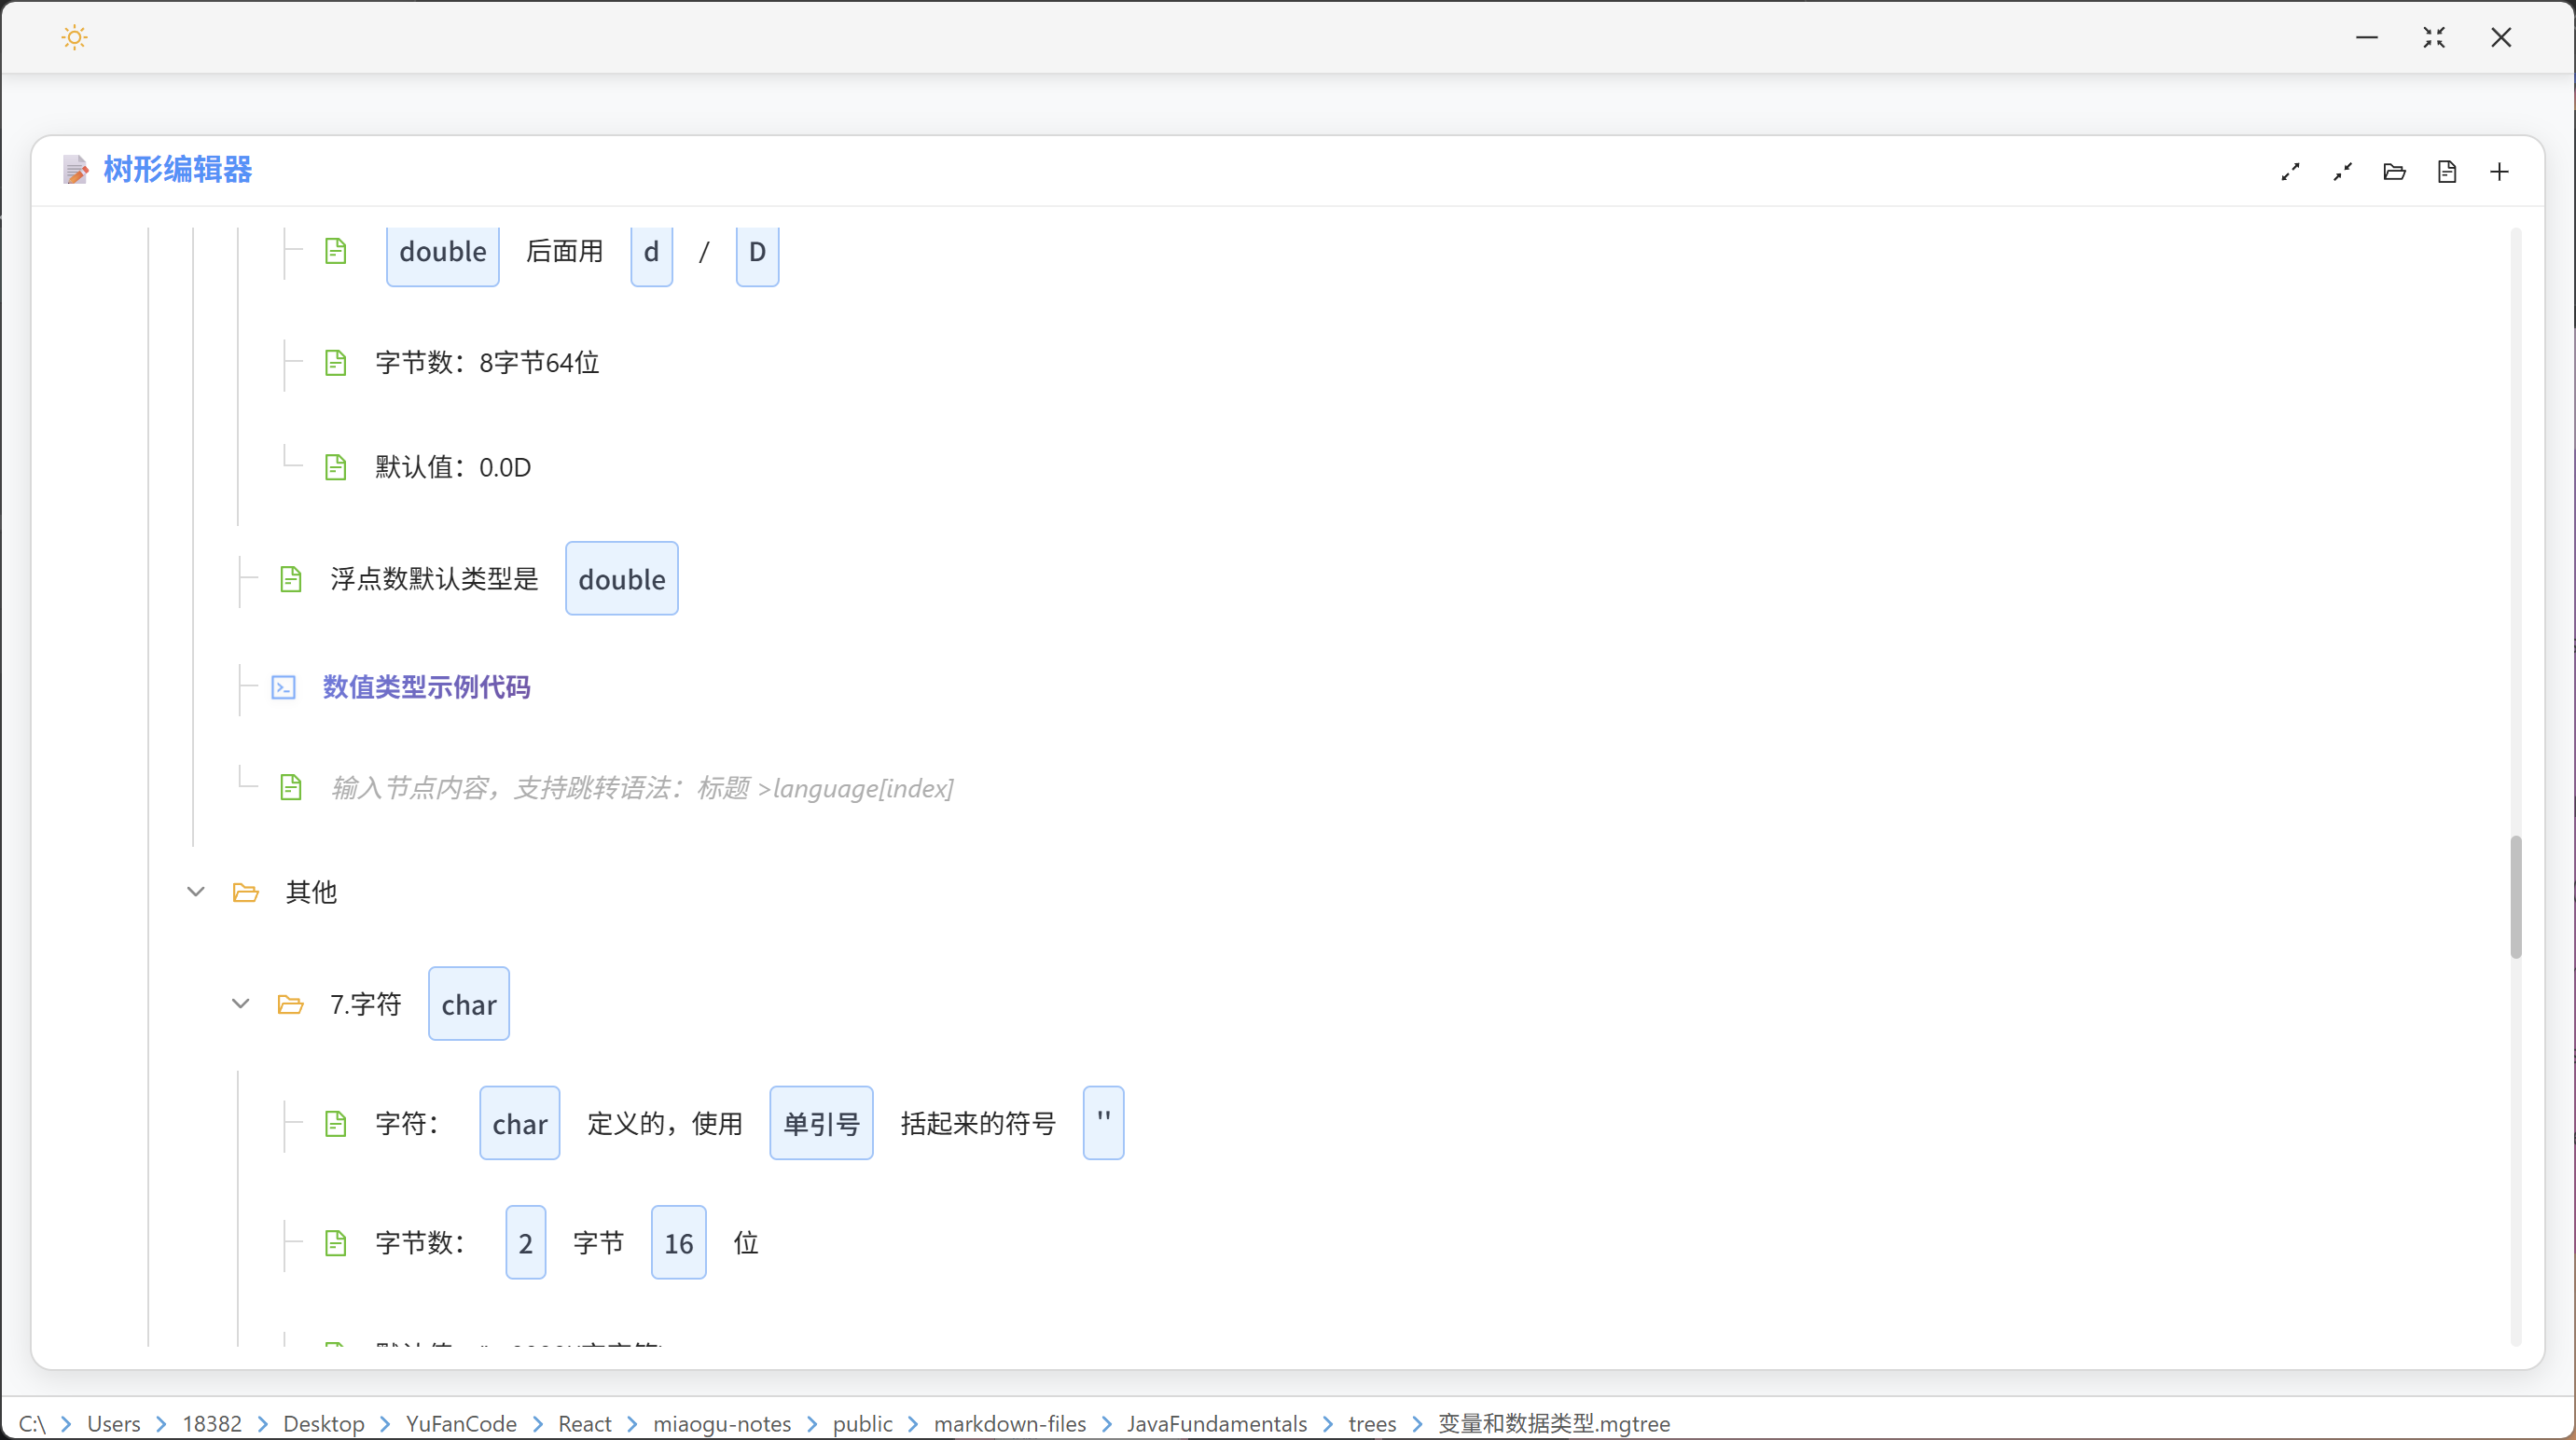 树形编辑器
double 后面用 d / D
字节数：8字节64位
默认值：0.0D
浮点数默认类型是 double
数值类型示例代码
输入节点内容，支持跳转语法：标题 >language[index]
其他
7.字符 char
字符： char 定义的，使用 单引号 括起来的符号 ''
字节数： 2 字节 16 位
C:\ > Users > 18382 > Desktop > YuFanCode > React > miaogu-notes > public > markdown-files > JavaFundamentals > trees > 变量和数据类型.mgtree